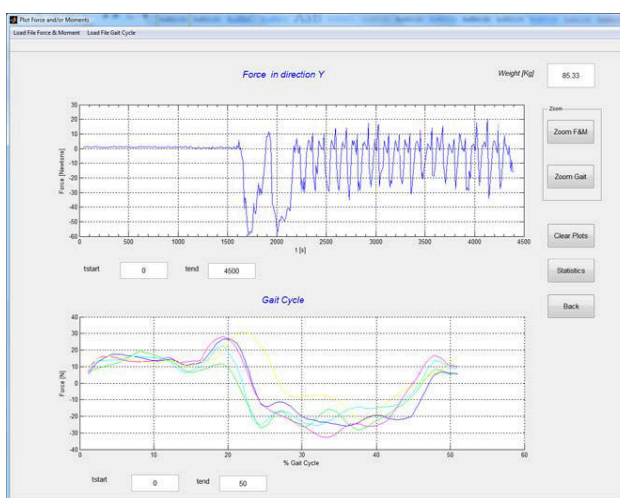 Plot Force and/or Moments
Load File Force & Moment Load File Gait Cycle
Force in direction Y
Weight [Kg] 85.33
Zoom
Zoom F&M
Zoom Gait
Clear Plots
Statistics
Back
Force [Newtons]
30
20
10
0
-10
-20
-30
-40
-50
-60
0 500 1000 1500 2000 2500 3000 3500 4000 4500
t [s]
tstart 0 tend 4500
Gait Cycle
Force [N]
40
30
20
10
0
-10
-20
-30
-40
0 10 20 30 40 50 60
% Gait Cycle
tstart 0 tend 50